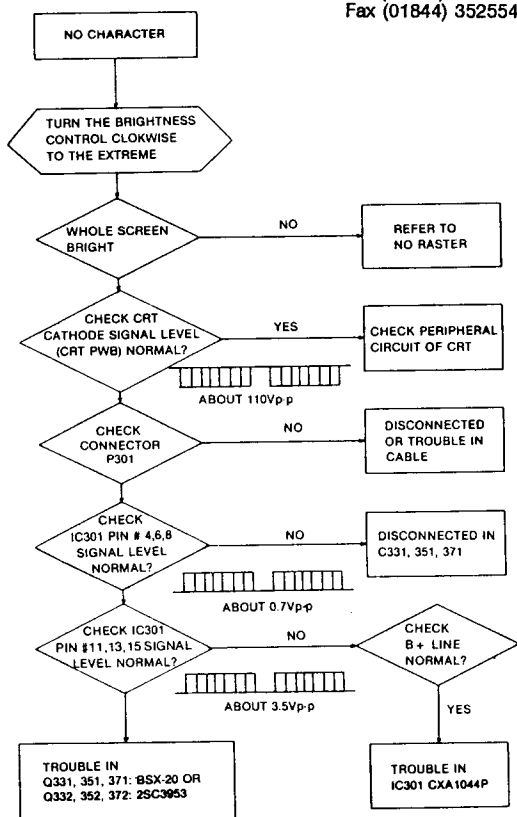 Fax (01844) 352554
NO CHARACTER
TURN THE BRIGHTNESS
CONTROL CLOKWISE
TO THE EXTREME
WHOLE SCREEN
BRIGHT
NO
REFER TO
NO RASTER
CHECK CRT
CATHODE SIGNAL LEVEL
(CRT PWB) NORMAL?
YES
CHECK PERIPHERAL
CIRCUIT OF CRT
ABOUT 110Vp-p
CHECK
CONNECTOR
P301
NO
DISCONNECTED
OR TROUBLE IN
CABLE
CHECK
IC301 PIN # 4,6,8
SIGNAL LEVEL
NORMAL?
NO
DISCONNECTED IN
C331, 351, 371
ABOUT 0.7Vp-p
CHECK IC301
PIN #11,13,15 SIGNAL
LEVEL NORMAL?
NO
CHECK
B + LINE
NORMAL?
ABOUT 3.5Vp-p
YES
TROUBLE IN
Q331, 351, 371: BSX-20 OR
Q332, 352, 372: 2SC3953
TROUBLE IN
IC301 CXA1044P